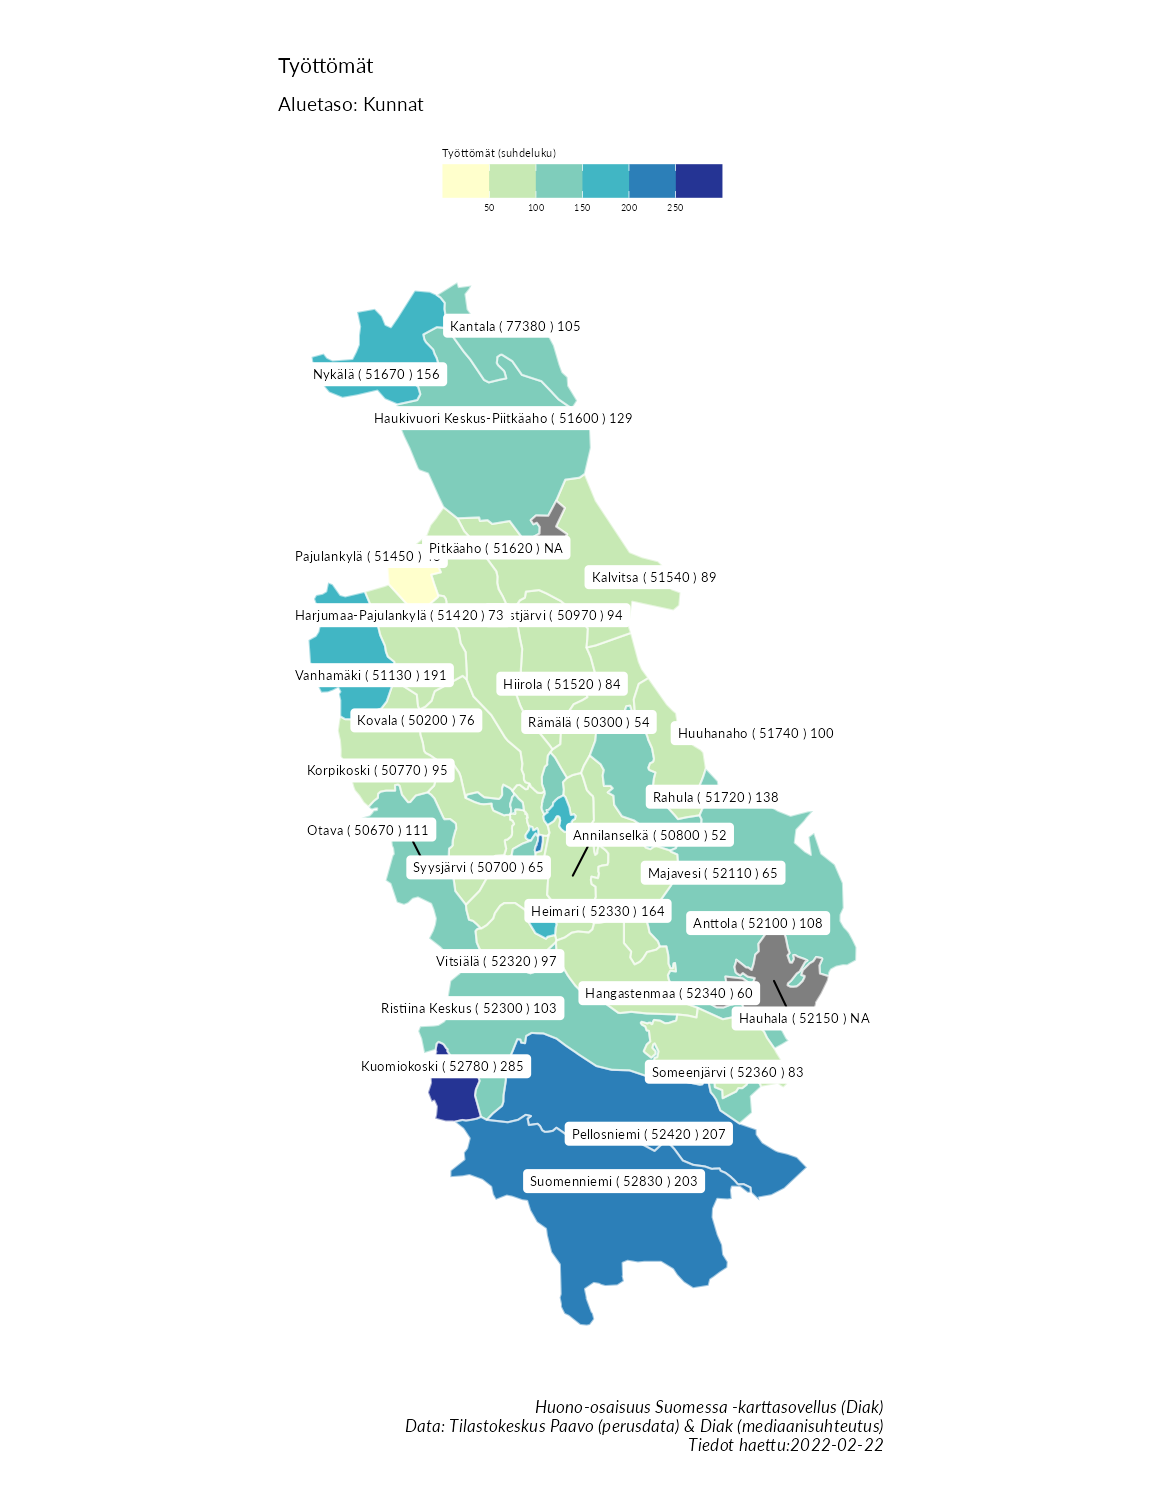 Työttömät
Aluetaso: Kunnat
Työttömät (suhdeluku)
50 100 150 200 250
Kantala ( 77380 ) 105
Nykälä ( 51670 ) 156
Haukivuori Keskus-Piitkäaho ( 51600 ) 129
Pitkäaho ( 51620 ) NA
Pajulankylä ( 51450 )
Kalvitsa ( 51540 ) 89
Harjumaa-Pajulankylä ( 51420 ) 73
( 50970 ) 94
Vanhamäki ( 51130 ) 191
Hiirola ( 51520 ) 84
Kovala ( 50200 ) 76
Rämälä ( 50300 ) 54
Huuhanaho ( 51740 ) 100
Korpikoski ( 50770 ) 95
Rahula ( 51720 ) 138
Otava ( 50670 ) 111
Annilanselkä ( 50800 ) 52
Syysjärvi ( 50700 ) 65
Majavesi ( 52110 ) 65
Heimari ( 52330 ) 164
Anttola ( 52100 ) 108
Vitsiälä ( 52320 ) 97
Hangastenmaa ( 52340 ) 60
Ristiina Keskus ( 52300 ) 103
Hauhala ( 52150 ) NA
Kuomiokoski ( 52780 ) 285
Someenjärvi ( 52360 ) 83
Pellosniemi ( 52420 ) 207
Suomenniemi ( 52830 ) 203
Huono-osaisuus Suomessa -karttasovellus (Diak)
Data: Tilastokeskus Paavo (perusdata) & Diak (mediaanisuhteutus)
Tiedot haettu:2022-02-22